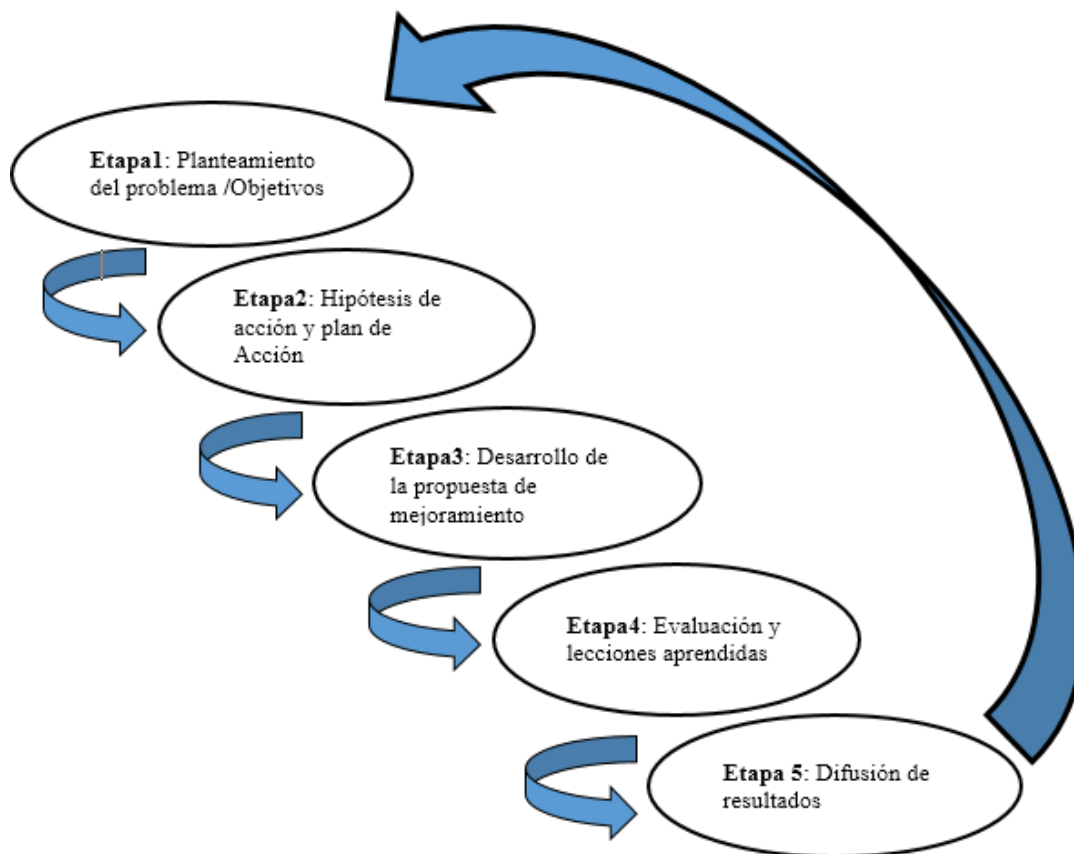 Etapa1: Planteamiento
del problema /Objetivos
Etapa2: Hipótesis de
acción y plan de
Acción
Etapa3: Desarrollo de
la propuesta de
mejoramiento
Etapa4: Evaluación y
lecciones aprendidas
Etapa 5: Difusión de
resultados